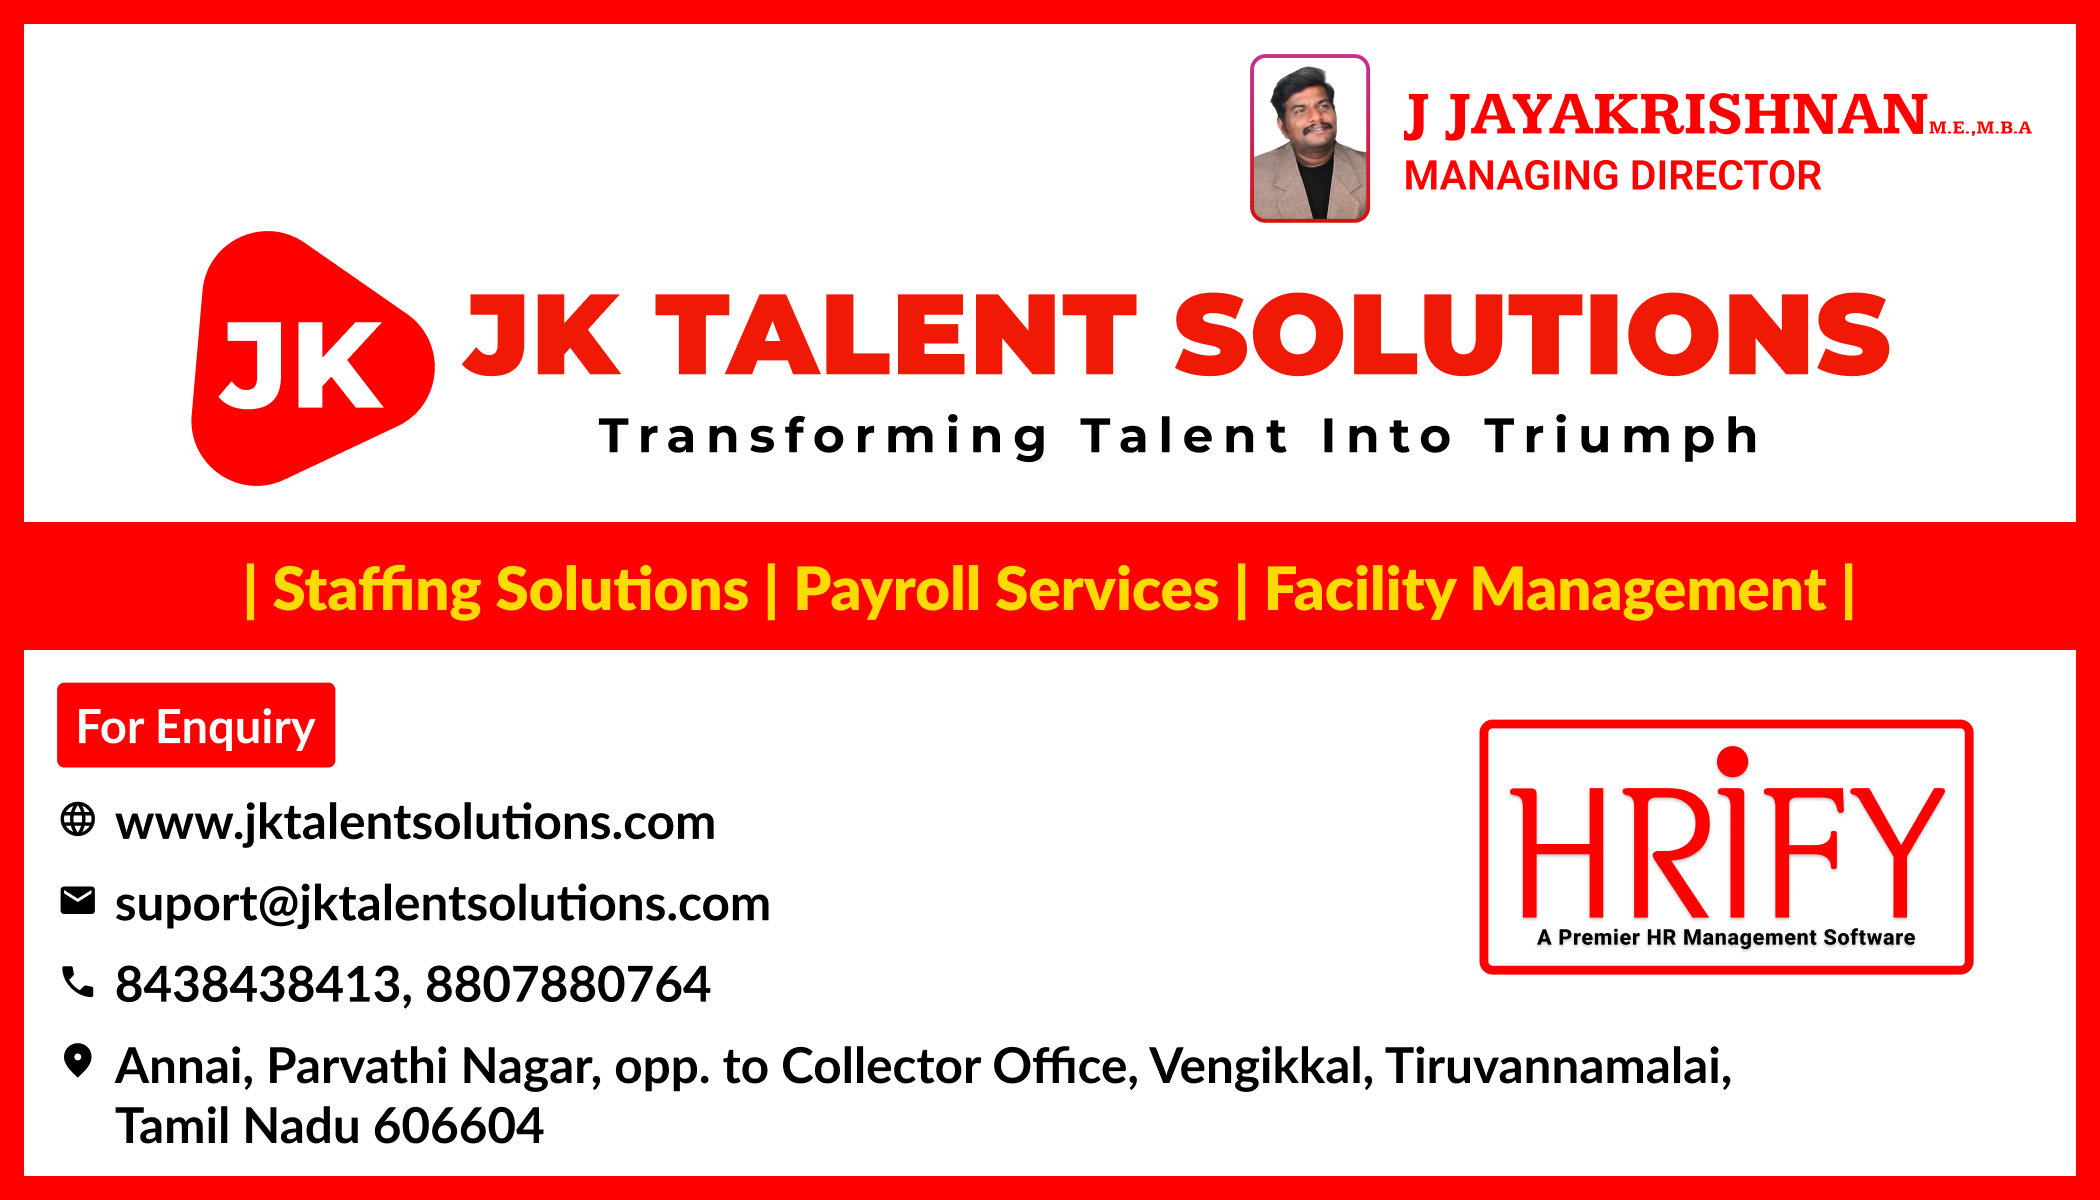 J JAYAKRISHNAN M.E.,M.B.A
MANAGING DIRECTOR
JK
JK TALENT SOLUTIONS
Transforming Talent Into Triumph
| Staffing Solutions | Payroll Services | Facility Management |
For Enquiry
www.jktalentsolutions.com
suport@jktalentsolutions.com
8438438413, 8807880764
Annai, Parvathi Nagar, opp. to Collector Office, Vengikkal, Tiruvannamalai,
Tamil Nadu 606604
HRiFY
A Premier HR Management Software